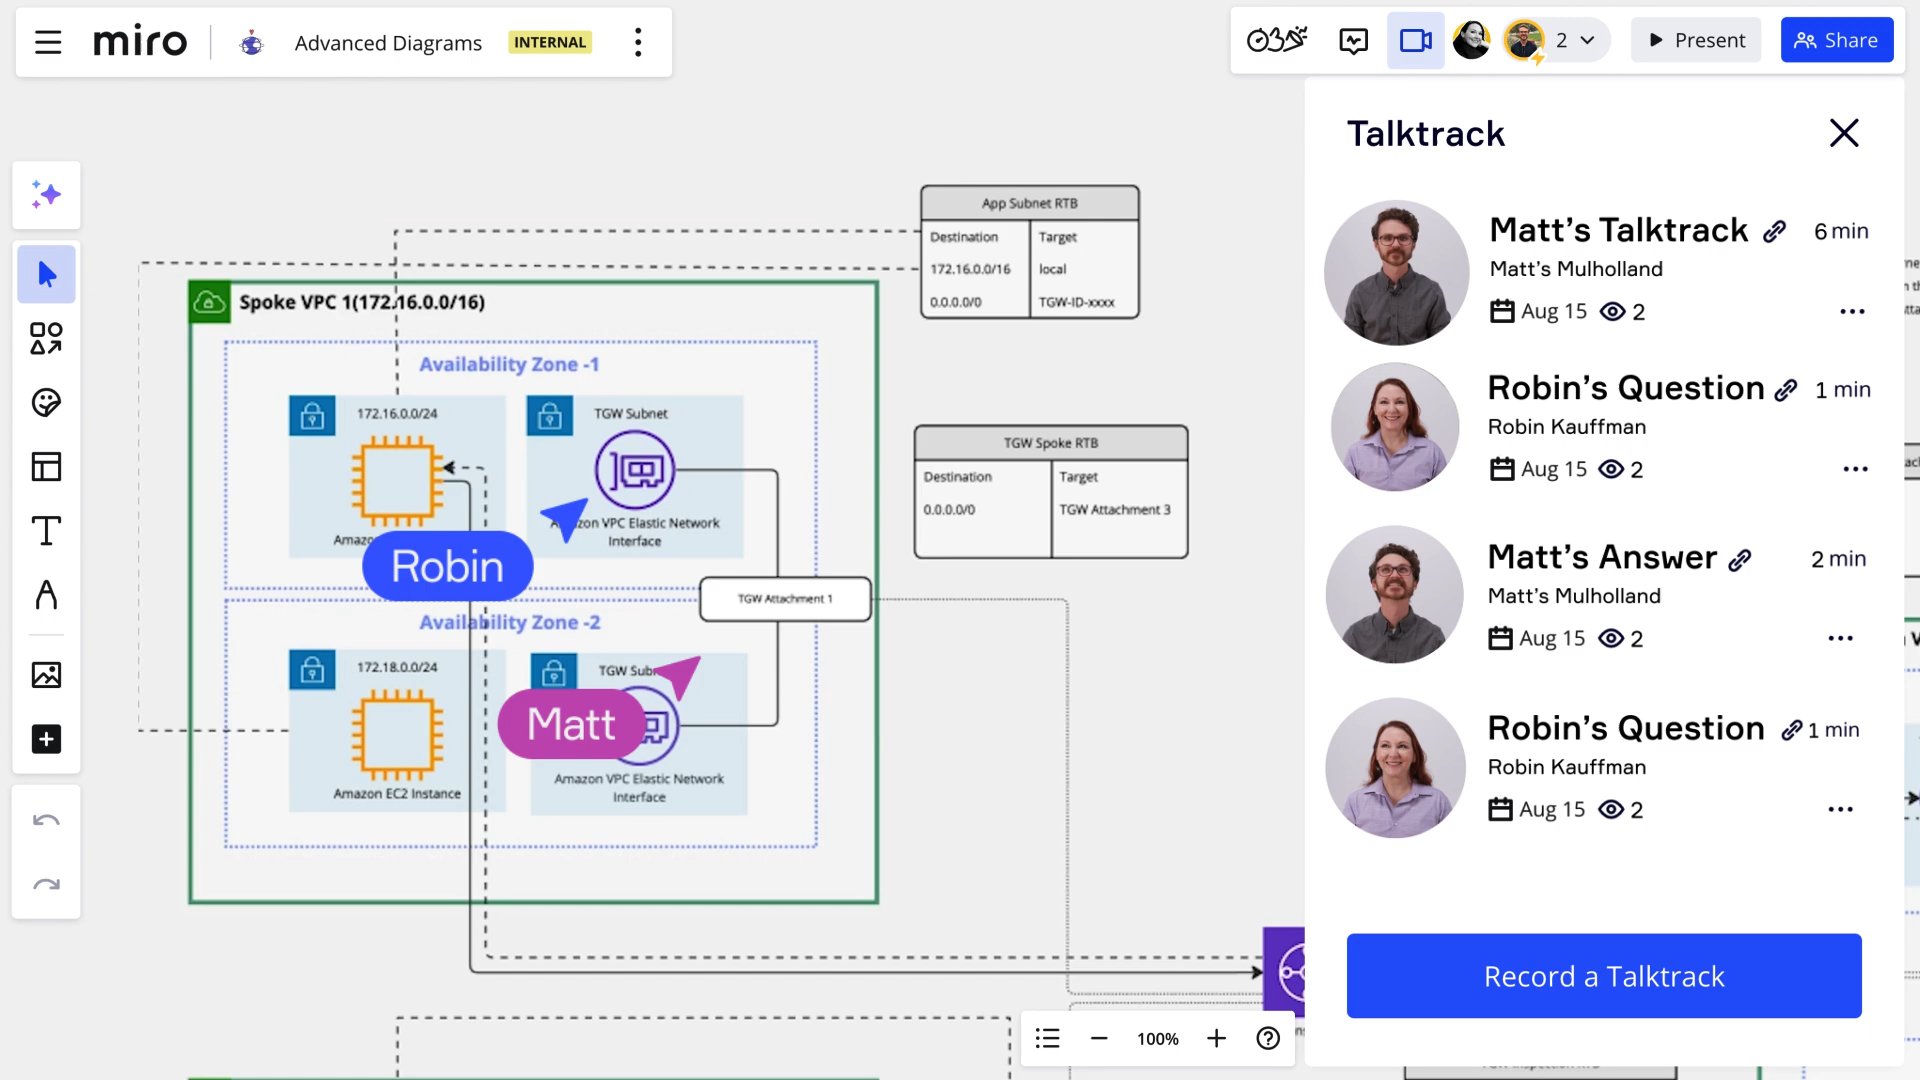 miro
Advanced Diagrams
INTERNAL
2
Present
Share
Talktrack
Matt's Talktrack
6 min
Matt's Mulholland
Aug 15
2
Robin's Question
1 min
Robin Kauffman
Aug 15
2
Matt's Answer
2 min
Matt's Mulholland
Aug 15
2
Robin's Question
1 min
Robin Kauffman
Aug 15
2
Record a Talktrack
App Subnet RTB
Destination
Target
172.16.0.0/16
local
0.0.0.0/0
TGW-ID-xxxx
Spoke VPC 1(172.16.0.0/16)
Availability Zone -1
172.16.0.0/24
TGW Subnet
Amazon VPC Elastic Network
Interface
Robin
TGW Spoke RTB
Destination
Target
0.0.0.0/0
TGW Attachment 3
TGW Attachment 1
Availability Zone -2
172.18.0.0/24
TGW Subnet
Matt
Amazon EC2 Instance
Amazon VPC Elastic Network
Interface
100%